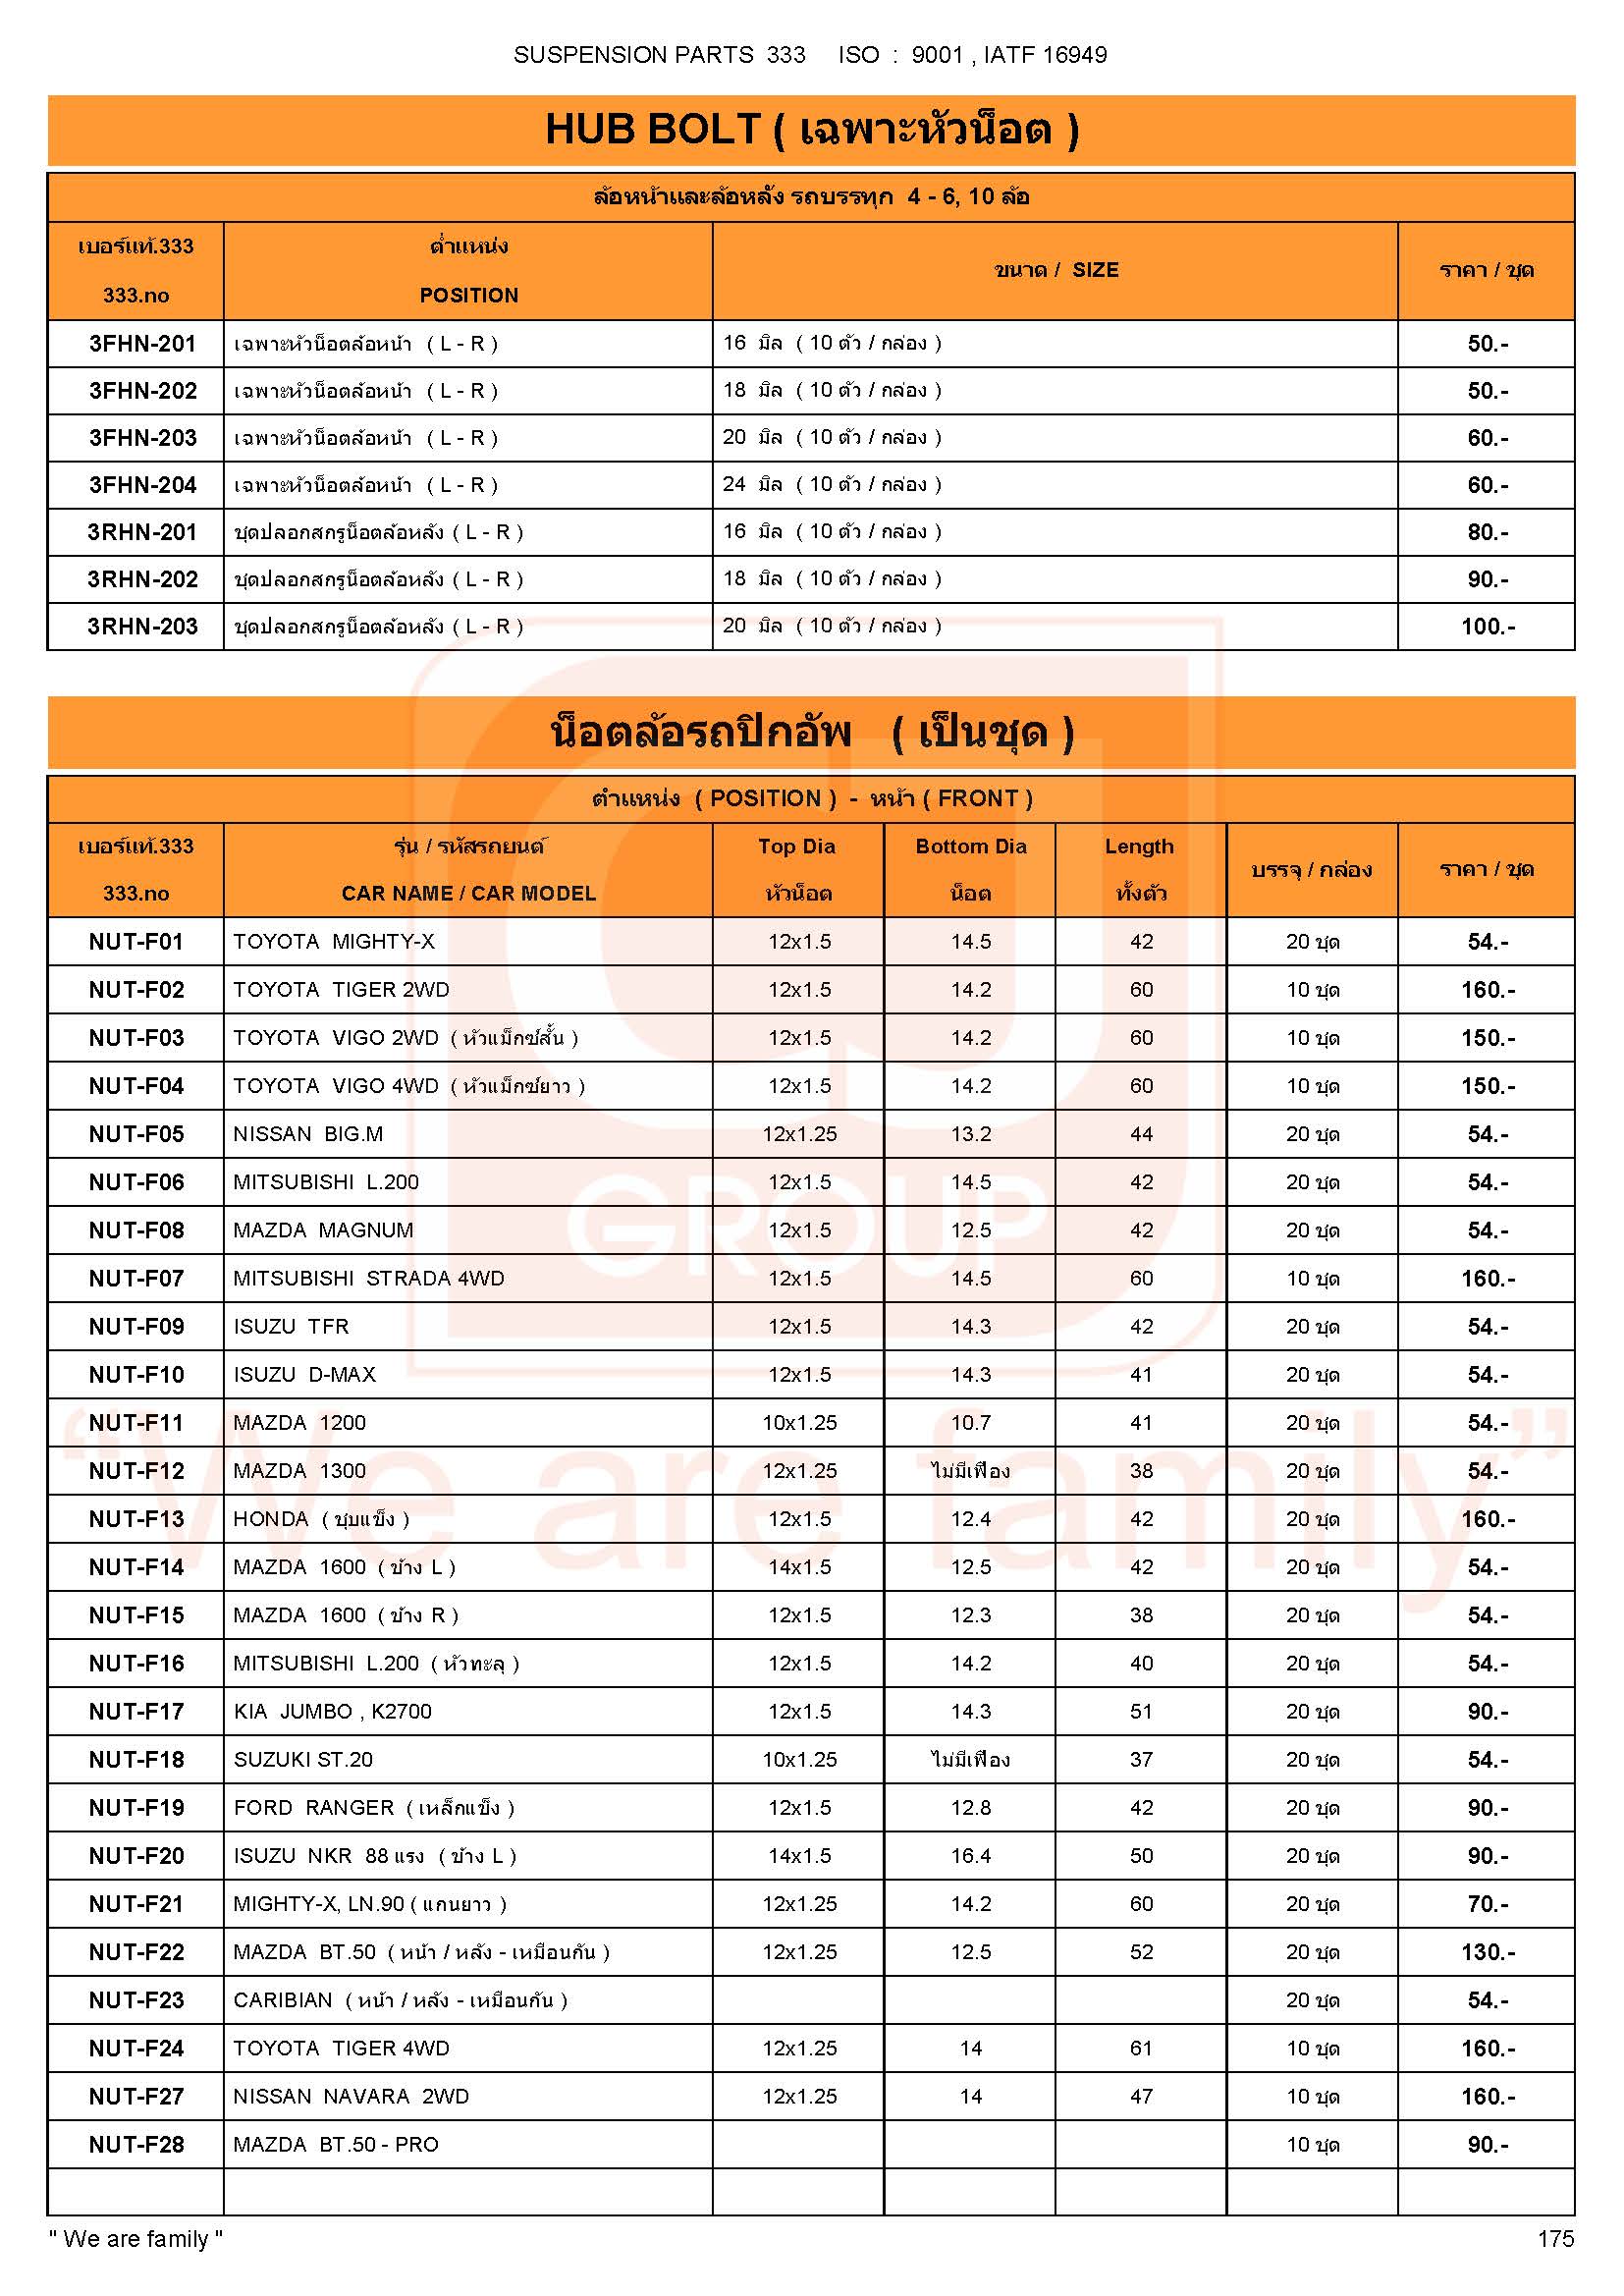 SUSPENSION PARTS 333 ISO : 9001 , IATF 16949
HUB BOLT ( เฉพาะหัวน็อต )
ล้อหน้าและล้อหลัง รถบรรทุก 4 - 6, 10 ล้อ
เบอร์แท้.333 ตำแหน่ง ขนาด / SIZE ราคา / ชุด
333.no POSITION
3FHN-201 เฉพาะหัวน็อตล้อหน้า ( L - R ) 16 มิล ( 10 ตัว / กล่อง ) 50.-
3FHN-202 เฉพาะหัวน็อตล้อหน้า ( L - R ) 18 มิล ( 10 ตัว / กล่อง ) 50.-
3FHN-203 เฉพาะหัวน็อตล้อหน้า ( L - R ) 20 มิล ( 10 ตัว / กล่อง ) 60.-
3FHN-204 เฉพาะหัวน็อตล้อหน้า ( L - R ) 24 มิล ( 10 ตัว / กล่อง ) 60.-
3RHN-201 ชุดปลอกสกรูน็อตล้อหลัง ( L - R ) 16 มิล ( 10 ตัว / กล่อง ) 80.-
3RHN-202 ชุดปลอกสกรูน็อตล้อหลัง ( L - R ) 18 มิล ( 10 ตัว / กล่อง ) 90.-
3RHN-203 ชุดปลอกสกรูน็อตล้อหลัง ( L - R ) 20 มิล ( 10 ตัว / กล่อง ) 100.-
น็อตล้อรถปิกอัพ ( เป็นชุด )
ตำแหน่ง ( POSITION ) - หน้า ( FRONT )
เบอร์แท้.333 รุ่น / รหัสรถยนต์ Top Dia Bottom Dia Length บรรจุ / กล่อง ราคา / ชุด
333.no CAR NAME / CAR MODEL หัวน็อต น็อต ทั้งตัว
NUT-F01 TOYOTA MIGHTY-X 12x1.5 14.5 42 20 ชุด 54.-
NUT-F02 TOYOTA TIGER 2WD 12x1.5 14.2 60 10 ชุด 160.-
NUT-F03 TOYOTA VIGO 2WD ( หัวแม็กซ์สั้น ) 12x1.5 14.2 60 10 ชุด 150.-
NUT-F04 TOYOTA VIGO 4WD ( หัวแม็กซ์ยาว ) 12x1.5 14.2 60 10 ชุด 150.-
NUT-F05 NISSAN BIG.M 12x1.25 13.2 44 20 ชุด 54.-
NUT-F06 MITSUBISHI L.200 12x1.5 14.5 42 20 ชุด 54.-
NUT-F08 MAZDA MAGNUM 12x1.5 12.5 42 20 ชุด 54.-
NUT-F07 MITSUBISHI STRADA 4WD 12x1.5 14.5 60 10 ชุด 160.-
NUT-F09 ISUZU TFR 12x1.5 14.3 42 20 ชุด 54.-
NUT-F10 ISUZU D-MAX 12x1.5 14.3 41 20 ชุด 54.-
NUT-F11 MAZDA 1200 10x1.25 10.7 41 20 ชุด 54.-
NUT-F12 MAZDA 1300 12x1.25 ไม่มีเฟือง 38 20 ชุด 54.-
NUT-F13 HONDA ( ชุบแข็ง ) 12x1.5 12.4 42 20 ชุด 160.-
NUT-F14 MAZDA 1600 ( ข้าง L ) 14x1.5 12.5 42 20 ชุด 54.-
NUT-F15 MAZDA 1600 ( ข้าง R ) 12x1.5 12.3 38 20 ชุด 54.-
NUT-F16 MITSUBISHI L.200 ( หัวทะลุ ) 12x1.5 14.2 40 20 ชุด 54.-
NUT-F17 KIA JUMBO , K2700 12x1.5 14.3 51 20 ชุด 90.-
NUT-F18 SUZUKI ST.20 10x1.25 ไม่มีเฟือง 37 20 ชุด 54.-
NUT-F19 FORD RANGER ( เหล็กแข็ง ) 12x1.5 12.8 42 20 ชุด 90.-
NUT-F20 ISUZU NKR 88 แรง ( ข้าง L ) 14x1.5 16.4 50 20 ชุด 90.-
NUT-F21 MIGHTY-X, LN.90 ( แกนยาว ) 12x1.25 14.2 60 20 ชุด 70.-
NUT-F22 MAZDA BT.50 ( หน้า / หลัง - เหมือนกัน ) 12x1.25 12.5 52 20 ชุด 130.-
NUT-F23 CARIBIAN ( หน้า / หลัง - เหมือนกัน ) 20 ชุด 54.-
NUT-F24 TOYOTA TIGER 4WD 12x1.25 14 61 10 ชุด 160.-
NUT-F27 NISSAN NAVARA 2WD 12x1.25 14 47 10 ชุด 160.-
NUT-F28 MAZDA BT.50 - PRO 10 ชุด 90.-
CJ
GROUP
“We are family”
" We are family " 175